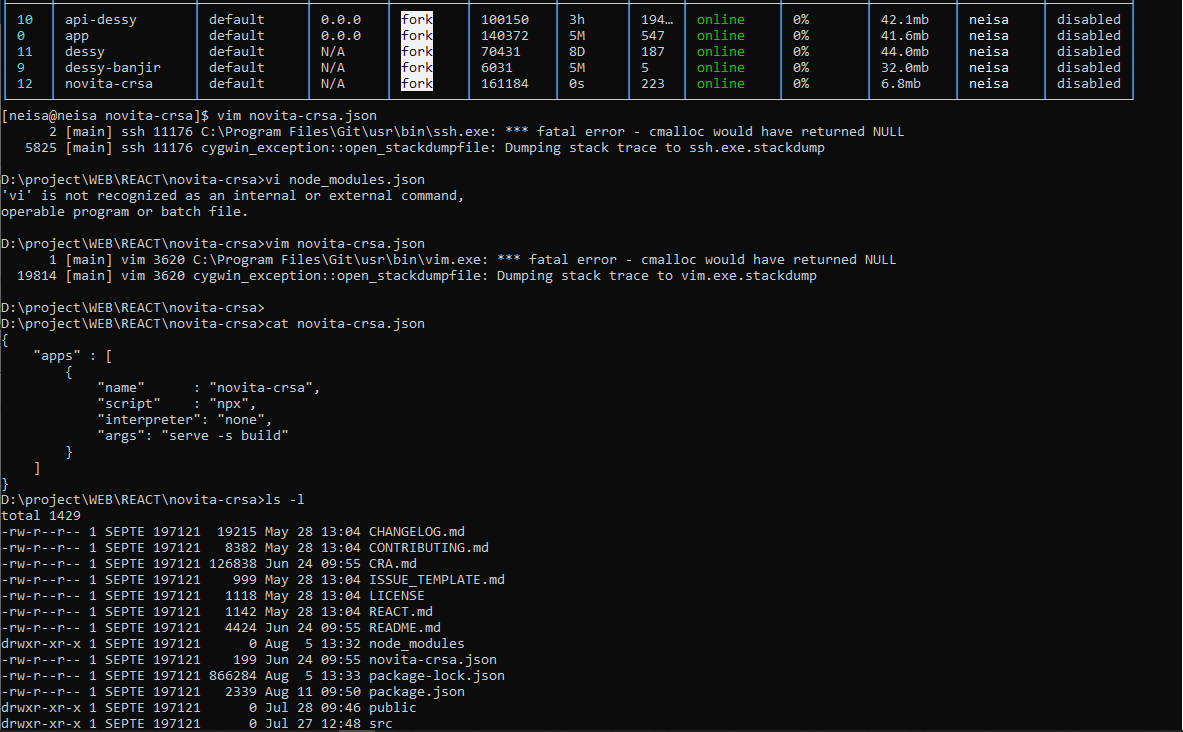 10 api-dessy default 0.0.0 fork 100150 3h 194… online 0% 42.1mb neisa disabled
0 app default 0.0.0 fork 140372 5M 547 online 0% 41.6mb neisa disabled
11 dessy default N/A fork 70431 8D 187 online 0% 44.0mb neisa disabled
9 dessy-banjir default N/A fork 6031 5M 5 online 0% 32.0mb neisa disabled
12 novita-crsa default N/A fork 161184 0s 223 online 0% 6.8mb neisa disabled
[neisa@neisa novita-crsa]$ vim novita-crsa.json
2 [main] ssh 11176 C:\Program Files\Git\usr\bin\ssh.exe: *** fatal error - cmalloc would have returned NULL
5825 [main] ssh 11176 cygwin_exception::open_stackdumpfile: Dumping stack trace to ssh.exe.stackdump
D:\project\WEB\REACT\novita-crsa>vi node_modules.json
'vi' is not recognized as an internal or external command,
operable program or batch file.
D:\project\WEB\REACT\novita-crsa>vim novita-crsa.json
1 [main] vim 3620 C:\Program Files\Git\usr\bin\vim.exe: *** fatal error - cmalloc would have returned NULL
19814 [main] vim 3620 cygwin_exception::open_stackdumpfile: Dumping stack trace to vim.exe.stackdump
D:\project\WEB\REACT\novita-crsa>
D:\project\WEB\REACT\novita-crsa>cat novita-crsa.json
{
"apps" : [
{
"name" : "novita-crsa",
"script" : "npx",
"interpreter": "none",
"args": "serve -s build"
}
]
}
D:\project\WEB\REACT\novita-crsa>ls -l
total 1429
-rw-r--r-- 1 SEPTE 197121 19215 May 28 13:04 CHANGELOG.md
-rw-r--r-- 1 SEPTE 197121 8382 May 28 13:04 CONTRIBUTING.md
-rw-r--r-- 1 SEPTE 197121 126838 Jun 24 09:55 CRA.md
-rw-r--r-- 1 SEPTE 197121 999 May 28 13:04 ISSUE_TEMPLATE.md
-rw-r--r-- 1 SEPTE 197121 1118 May 28 13:04 LICENSE
-rw-r--r-- 1 SEPTE 197121 1142 May 28 13:04 REACT.md
-rw-r--r-- 1 SEPTE 197121 4424 Jun 24 09:55 README.md
drwxr-xr-x 1 SEPTE 197121 0 Aug 5 13:32 node_modules
-rw-r--r-- 1 SEPTE 197121 199 Jun 24 09:55 novita-crsa.json
-rw-r--r-- 1 SEPTE 197121 866284 Aug 5 13:33 package-lock.json
-rw-r--r-- 1 SEPTE 197121 2339 Aug 11 09:50 package.json
drwxr-xr-x 1 SEPTE 197121 0 Jul 28 09:46 public
drwxr-xr-x 1 SEPTE 197121 0 Jul 27 12:48 src